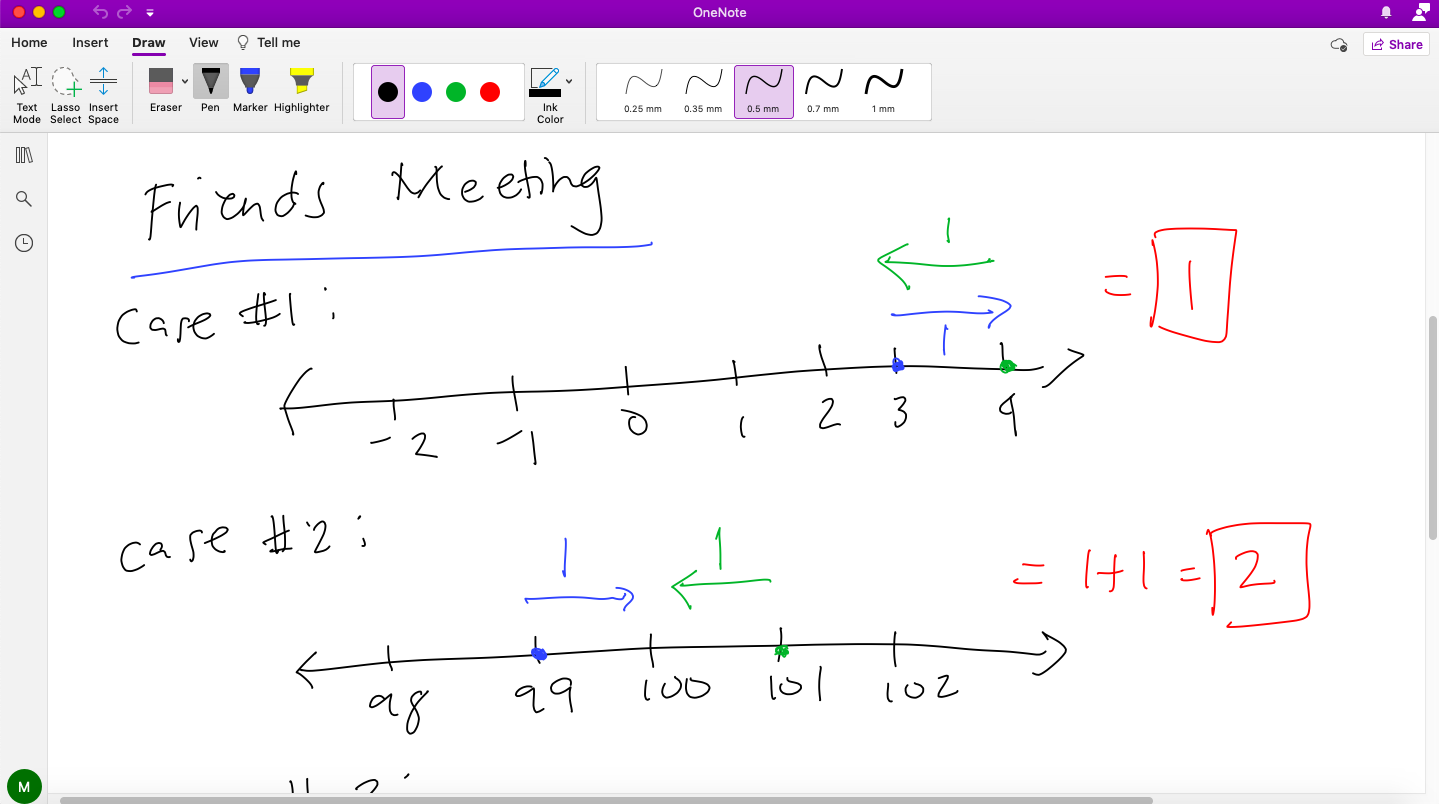 OneNote
Home Insert Draw View Tell me Share
Text Mode Lasso Select Insert Space Eraser Pen Marker Highlighter Ink Color 0.25 mm 0.35 mm 0.5 mm 0.7 mm 1 mm
Friends Meeting
1
= 1
Case #1:
1
-2 -1 0 1 2 3 4
case #2:
1 1
= 1+1 = 2
98 99 100 101 102
M